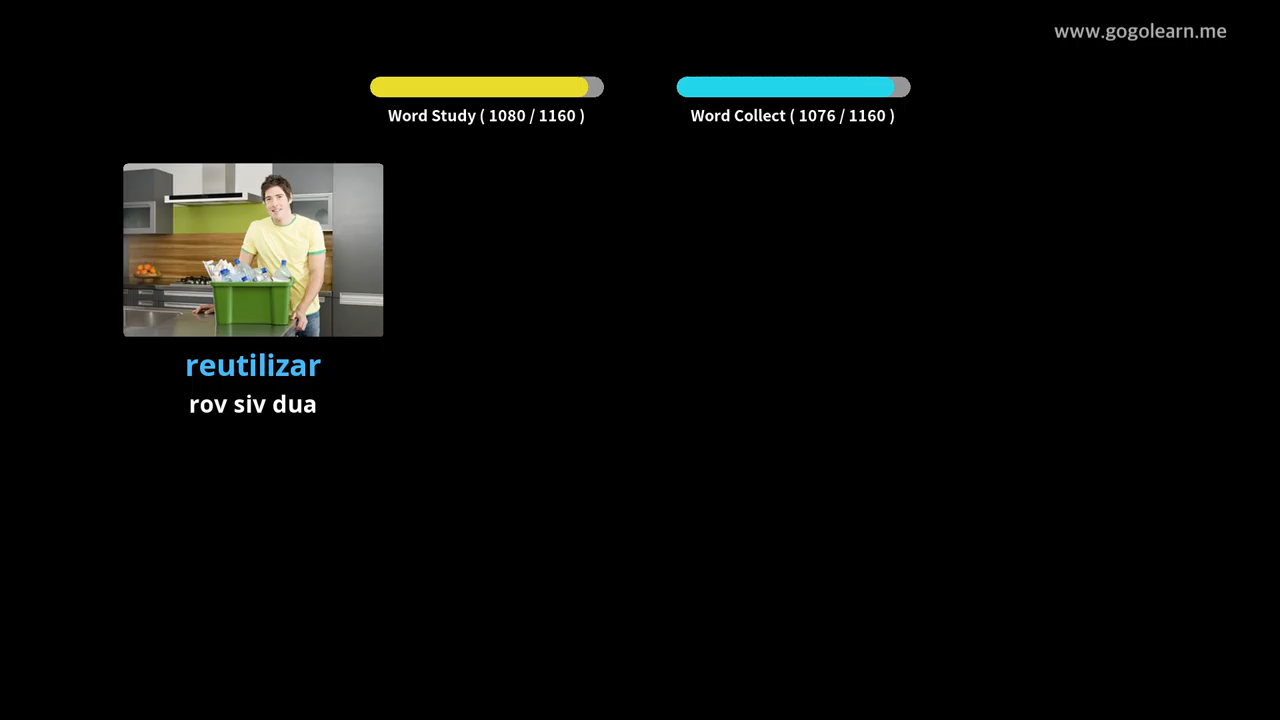 www.gogolearn.me
Word Study ( 1080 / 1160 )
Word Collect ( 1076 / 1160 )
reutilizar
rov siv dua